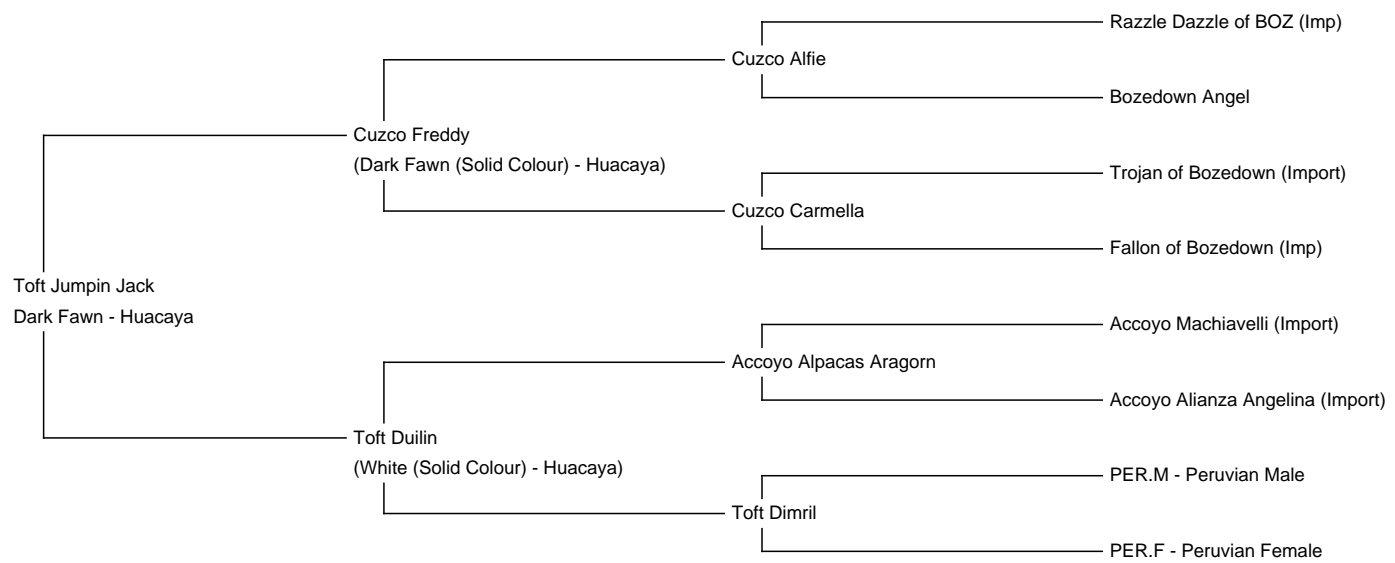 Razzle Dazzle of BOZ (Imp)
Cuzco Alfie
Bozedown Angel
Cuzco Freddy
(Dark Fawn (Solid Colour) - Huacaya)
Trojan of Bozedown (Import)
Cuzco Carmella
Fallon of Bozedown (Imp)
Toft Jumpin Jack
Dark Fawn - Huacaya
Accoyo Machiavelli (Import)
Accoyo Alpacas Aragorn
Accoyo Alianza Angelina (Import)
Toft Duilin
(White (Solid Colour) - Huacaya)
PER.M - Peruvian Male
Toft Dimril
PER.F - Peruvian Female